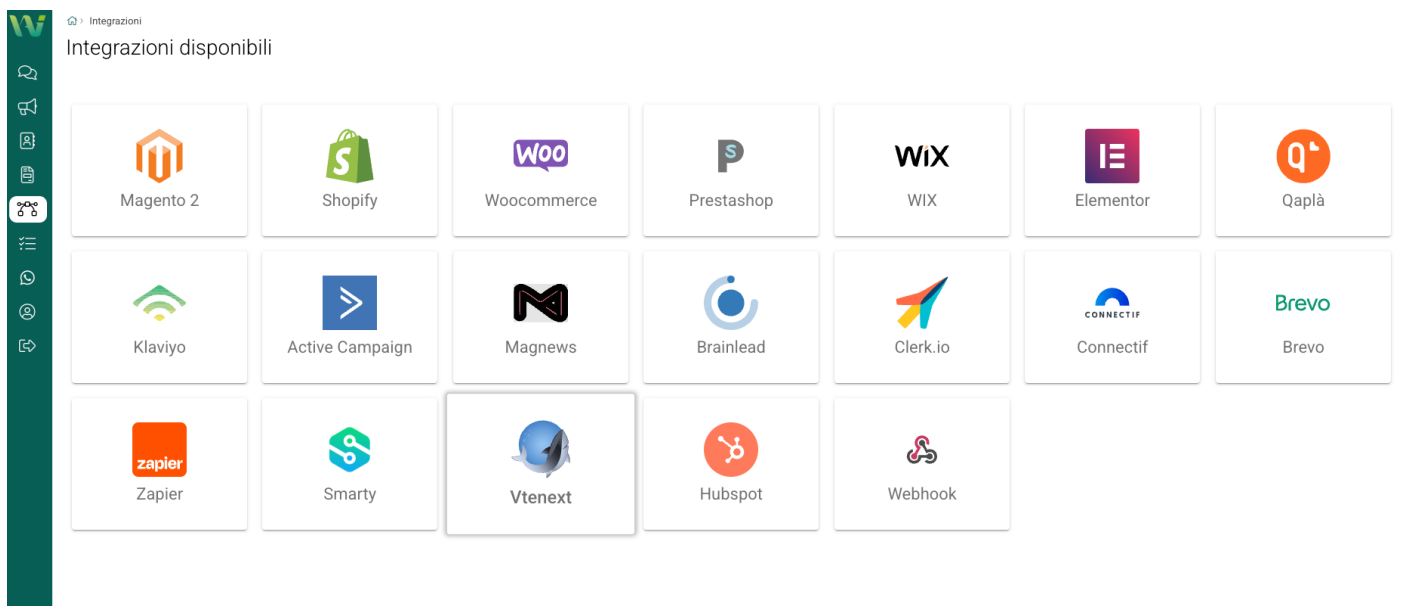 Integrazioni
Integrazioni disponibili
WOO
WIX
Magento 2
Shopify
Woocommerce
Prestashop
WIX
Elementor
Qaplà
CONNECTIF
Brevo
Klaviyo
Active Campaign
Magnews
Brainlead
Clerk.io
Connectif
Brevo
zapier
Zapier
Smarty
Vtenext
Hubspot
Webhook